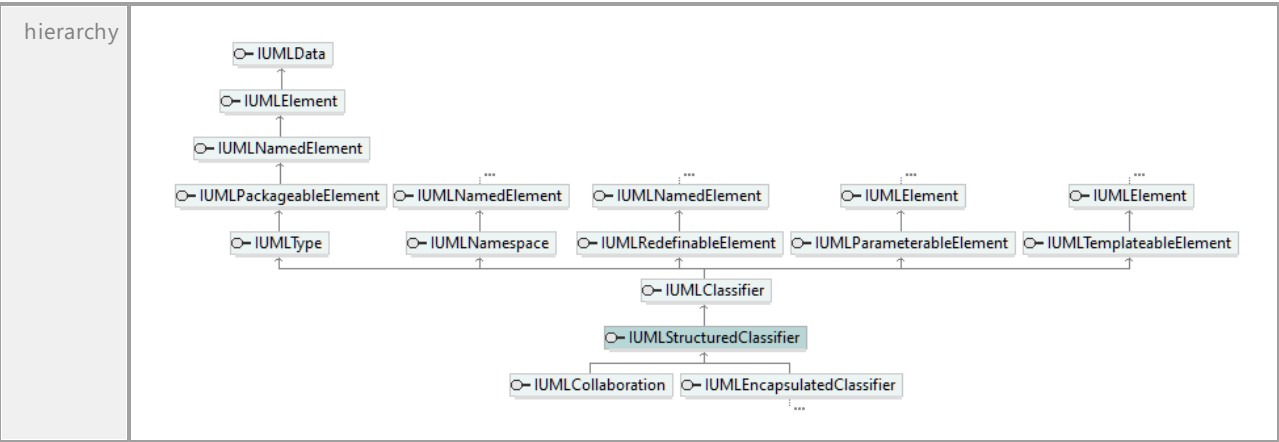 hierarchy
IUMLData
IUMLElement
IUMLNamedElement
... ... ... ...
IUMLPackageableElement IUMLNamedElement IUMLNamedElement IUMLElement IUMLElement
IUMLType IUMLNamespace IUMLRedefinableElement IUMLParameterableElement IUMLTemplateableElement
IUMLClassifier
IUMLStructuredClassifier
IUMLCollaboration IUMLEncapsulatedClassifier
...